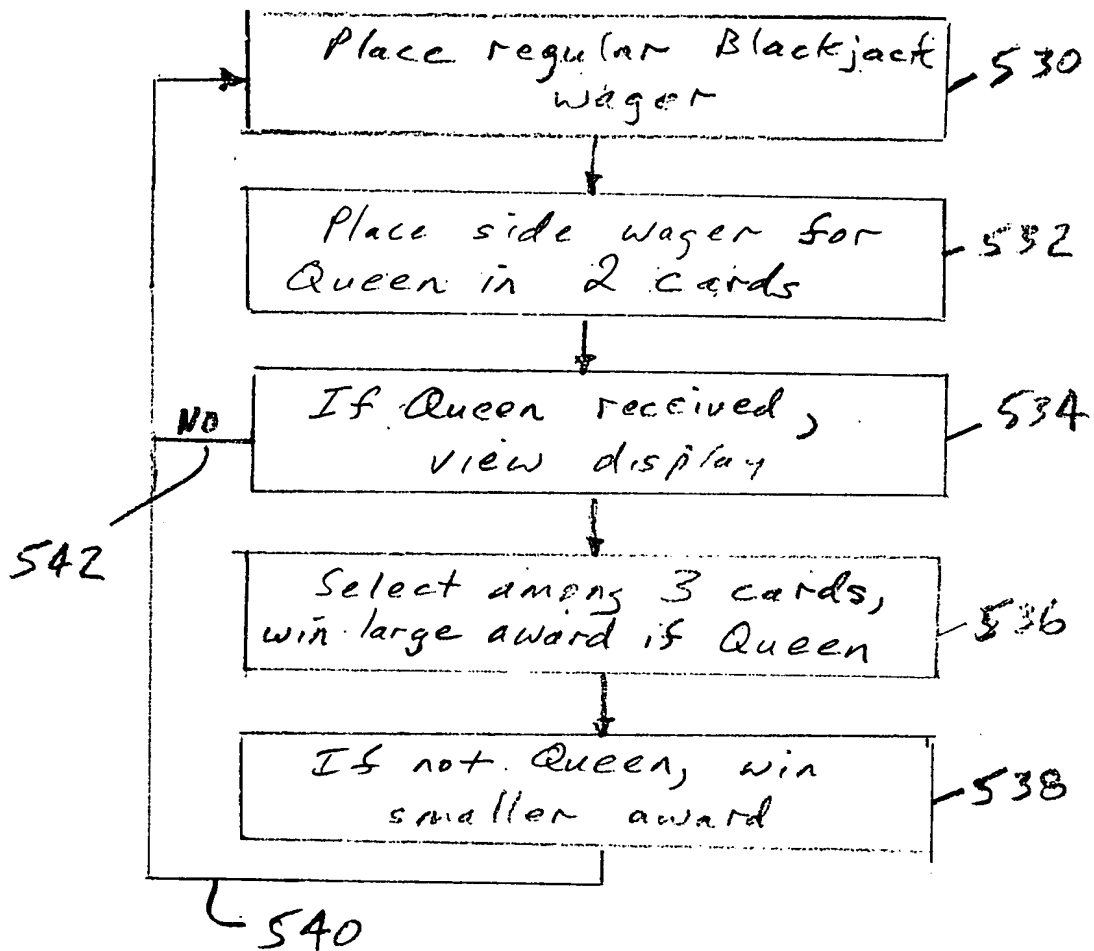 Place regular Blackjack
wager
530
Place side wager for
Queen in 2 cards
532
If Queen received,
view display
534
NO
542
Select among 3 cards,
win large award if Queen
536
If not Queen, win
smaller award
538
540